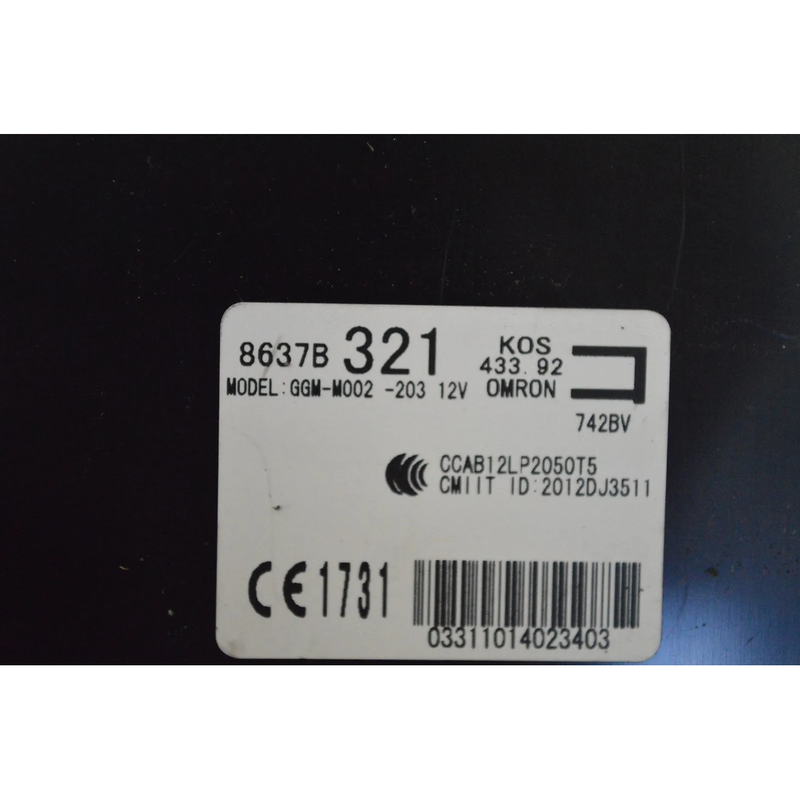 8637B 321 KOS
433.92
MODEL:GGM-M002 -203 12V OMRON
742BV
CCAB12LP2050T5
CMIIT ID:2012DJ3511
CE1731
03311014023403